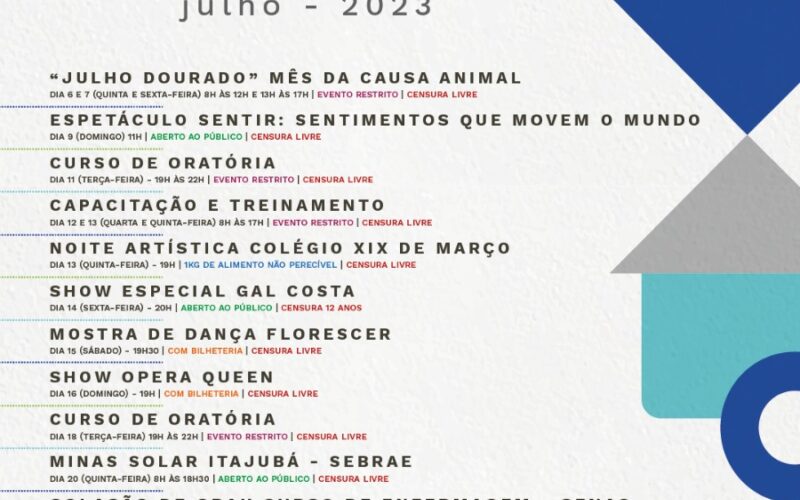 julho - 2023
“JULHO DOURADO” MÊS DA CAUSA ANIMAL
DIA 6 E 7 (QUINTA E SEXTA-FEIRA) 8H ÀS 12H E 13H ÀS 17H | EVENTO RESTRITO | CENSURA LIVRE
ESPETÁCULO SENTIR: SENTIMENTOS QUE MOVEM O MUNDO
DIA 9 (DOMINGO) 11H | ABERTO AO PÚBLICO | CENSURA LIVRE
CURSO DE ORATÓRIA
DIA 11 (TERÇA-FEIRA) - 19H ÀS 22H | EVENTO RESTRITO | CENSURA LIVRE
CAPACITAÇÃO E TREINAMENTO
DIA 12 E 13 (QUARTA E QUINTA-FEIRA) 8H ÀS 17H | EVENTO RESTRITO | CENSURA LIVRE
NOITE ARTÍSTICA COLÉGIO XIX DE MARÇO
DIA 13 (QUINTA-FEIRA) - 19H | 1KG DE ALIMENTO NÃO PERECÍVEL | CENSURA LIVRE
SHOW ESPECIAL GAL COSTA
DIA 14 (SEXTA-FEIRA) - 20H | ABERTO AO PÚBLICO | CENSURA 12 ANOS
MOSTRA DE DANÇA FLORESCER
DIA 15 (SÁBADO) - 19H30 | COM BILHETERIA | CENSURA LIVRE
SHOW OPERA QUEEN
DIA 16 (DOMINGO) - 19H | COM BILHETERIA | CENSURA LIVRE
CURSO DE ORATÓRIA
DIA 18 (TERÇA-FEIRA) 19H ÀS 22H | EVENTO RESTRITO | CENSURA LIVRE
MINAS SOLAR ITAJUBÁ - SEBRAE
DIA 20 (QUINTA-FEIRA) 8H ÀS 18H30 | ABERTO AO PÚBLICO | CENSURA LIVRE
COLAÇÃO DE GRAU CURSO DE ENFERMAGEM - SENAC